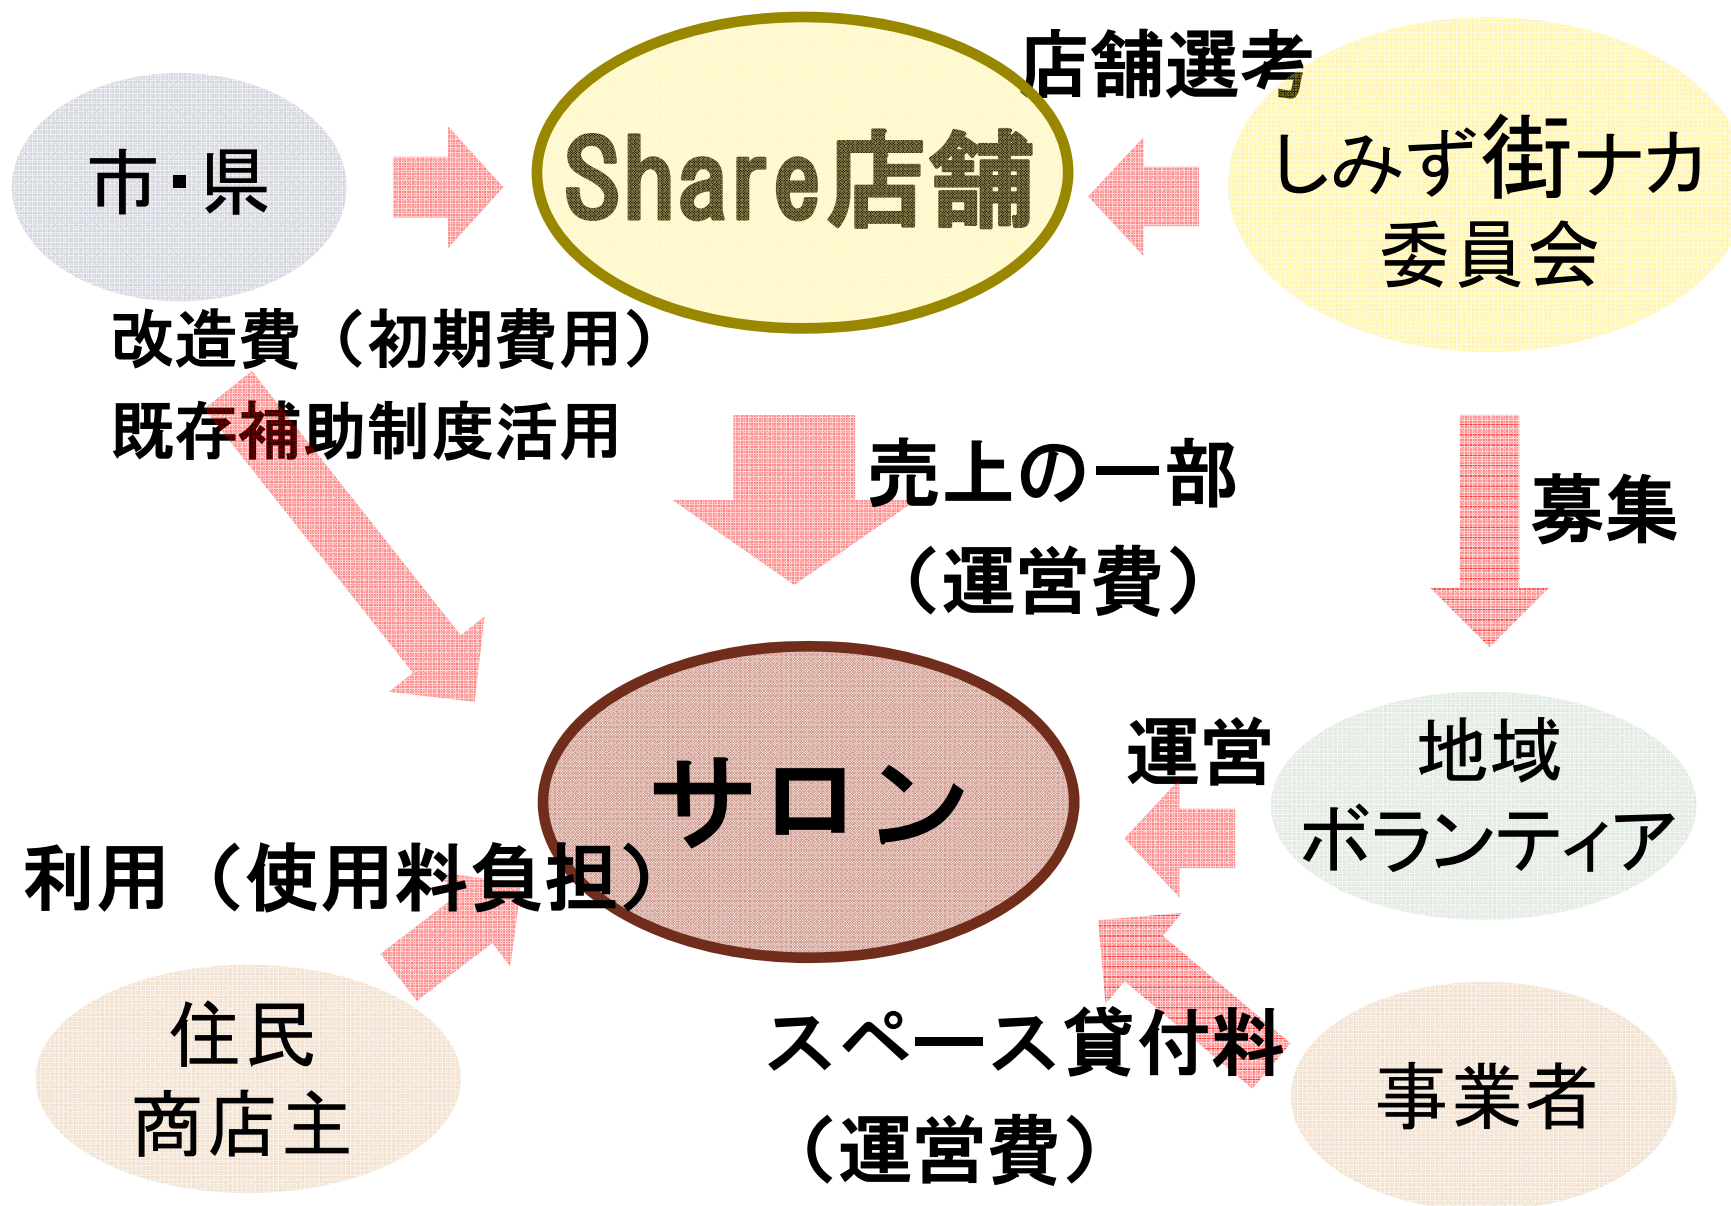 店舗選考
市・県
Share店舗
しみず街ナカ
委員会
改造費（初期費用）
既存補助制度活用
売上の一部
（運営費）
募集
サロン
運営
地域
ボランティア
利用（使用料負担）
住民
商店主
スペース貸付料
（運営費）
事業者